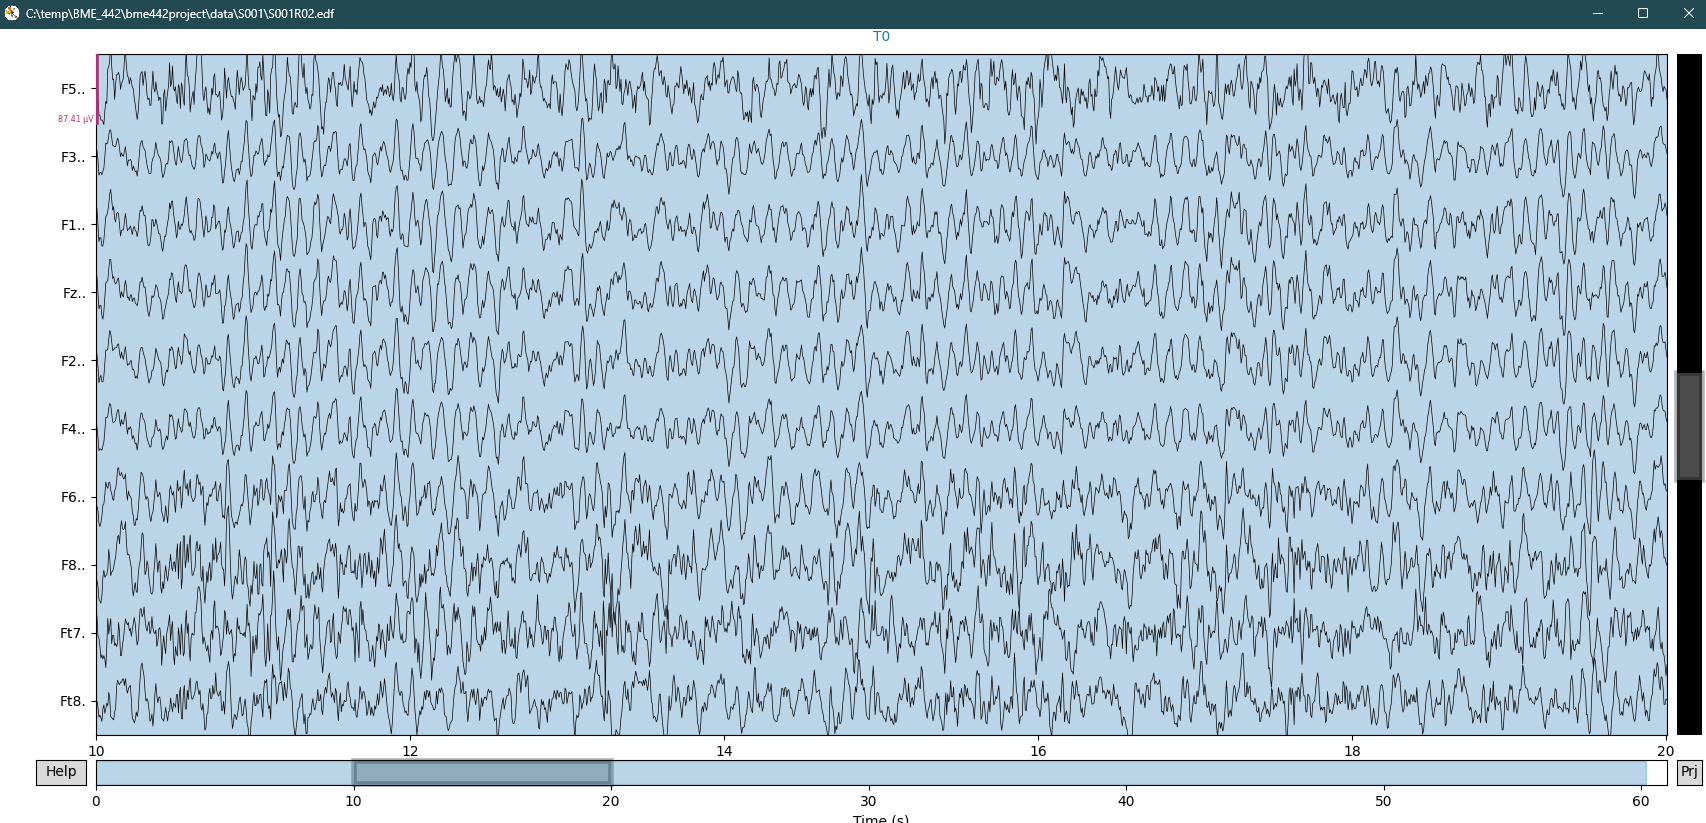 C:\temp\BME_442\bme442project\data\S001\S001R02.edf
T0
F5..
87.41 µV
F3..
F1..
Fz..
F2..
F4..
F6..
F8..
Ft7.
Ft8.
10 12 14 16 18 20
Help Prj
0 10 20 30 40 50 60
Time (s)